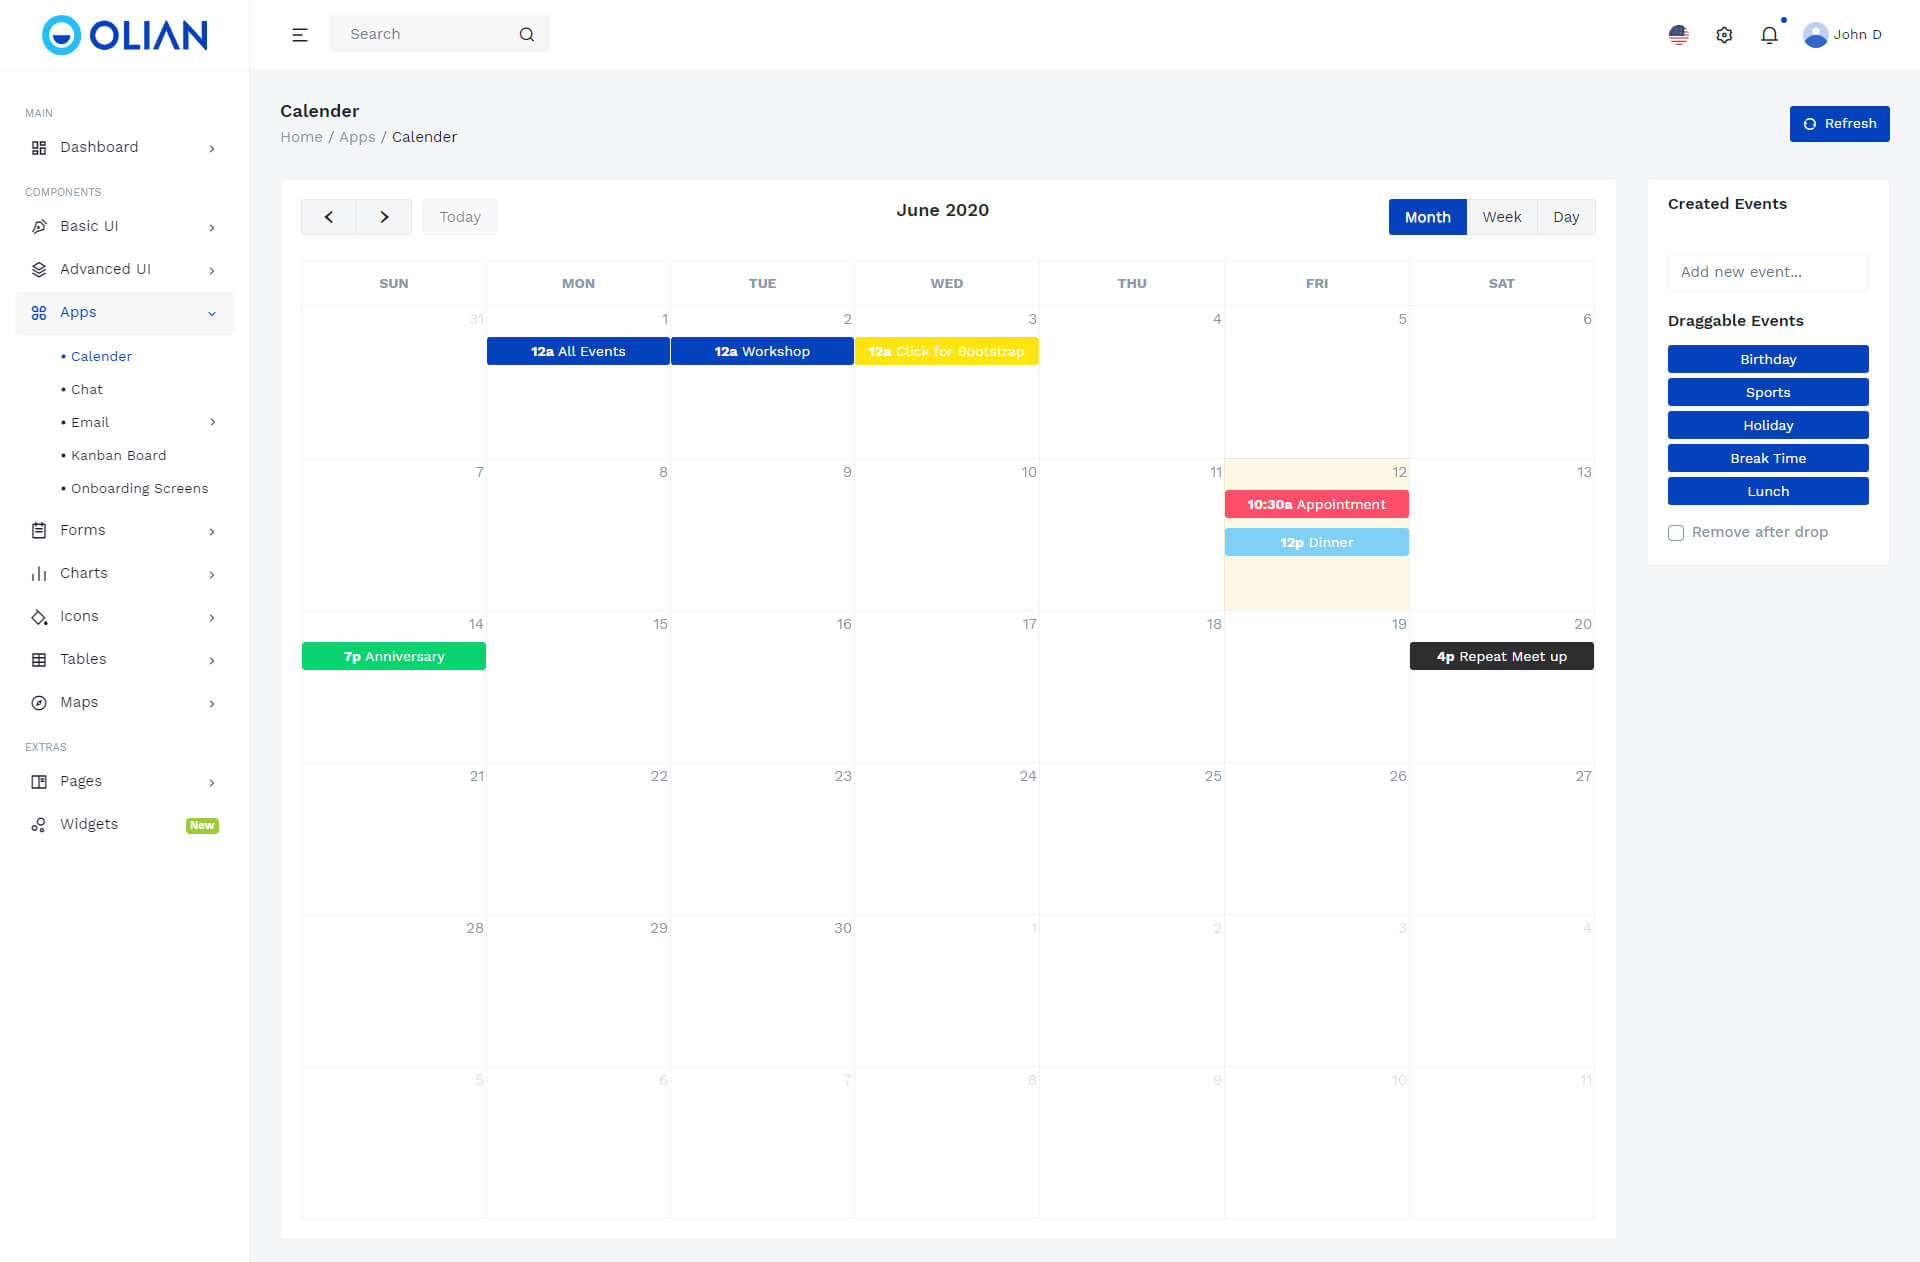 OLIAN
Search
John D
MAIN
Dashboard
COMPONENTS
Basic UI
Advanced UI
Apps
• Calender
• Chat
• Email
• Kanban Board
• Onboarding Screens
Forms
Charts
Icons
Tables
Maps
EXTRAS
Pages
Widgets New
Calender
Home / Apps / Calender
Refresh
Today
June 2020
Month Week Day
SUN MON TUE WED THU FRI SAT
31 1 2 3 4 5 6
12a All Events 12a Workshop 12a Click for Bootstrap
7 8 9 10 11 12 13
10:30a Appointment
12p Dinner
14 15 16 17 18 19 20
7p Anniversary 4p Repeat Meet up
21 22 23 24 25 26 27
28 29 30 1 2 3 4
5 6 7 8 9 10 11
Created Events
Add new event...
Draggable Events
Birthday
Sports
Holiday
Break Time
Lunch
Remove after drop